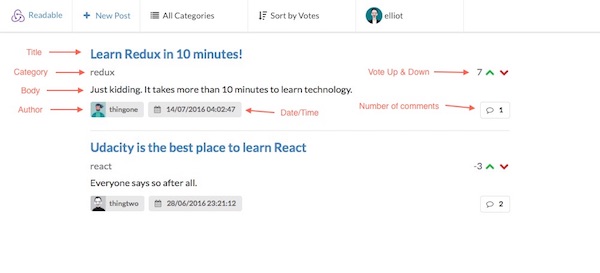 Readable + New Post All Categories Sort by Votes elliot
Title Learn Redux in 10 minutes!
Category redux Vote Up & Down 7
Body Just kidding. It takes more than 10 minutes to learn technology.
Author thingone 14/07/2016 04:02:47 Date/Time Number of comments 1
Udacity is the best place to learn React
react -3
Everyone says so after all.
thingtwo 28/06/2016 23:21:12 2